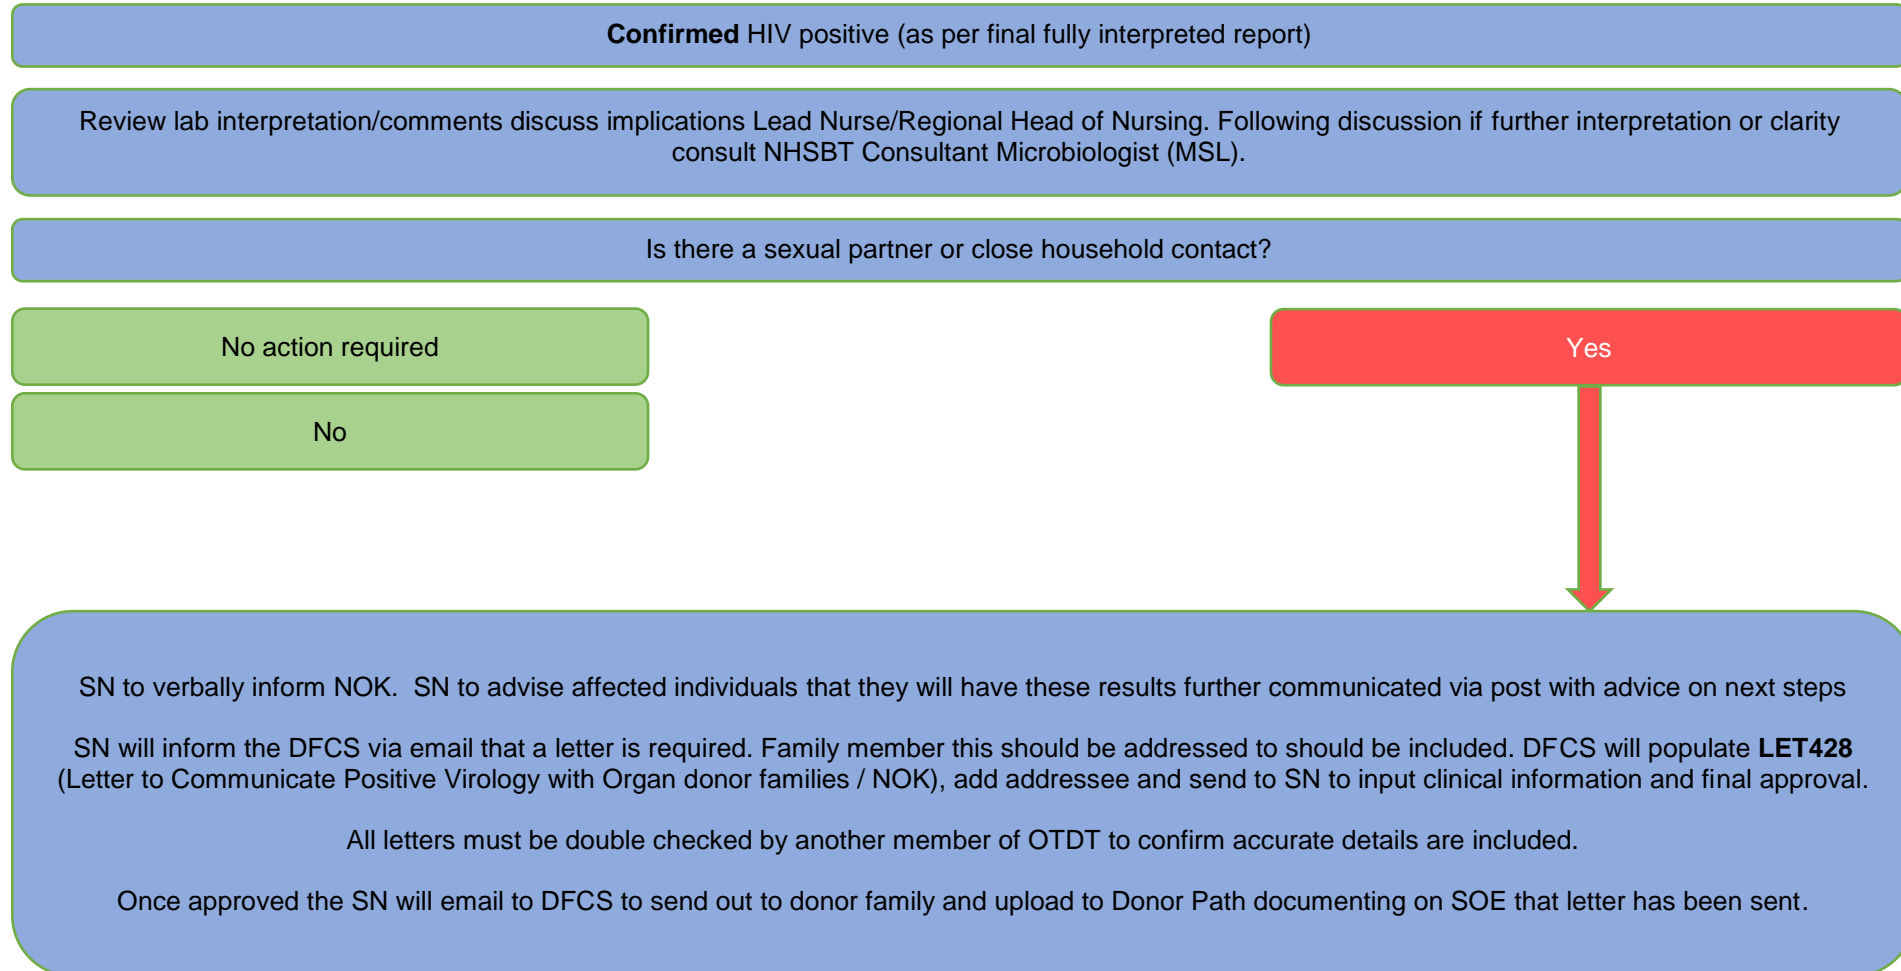 Confirmed HIV positive (as per final fully interpreted report)
Review lab interpretation/comments discuss implications Lead Nurse/Regional Head of Nursing. Following discussion if further interpretation or clarity
consult NHSBT Consultant Microbiologist (MSL).
Is there a sexual partner or close household contact?
No action required
Yes
No
SN to verbally inform NOK.  SN to advise affected individuals that they will have these results further communicated via post with advice on next steps
SN will inform the DFCS via email that a letter is required. Family member this should be addressed to should be included. DFCS will populate LET428
(Letter to Communicate Positive Virology with Organ donor families / NOK), add addressee and send to SN to input clinical information and final approval.
All letters must be double checked by another member of OTDT to confirm accurate details are included.
Once approved the SN will email to DFCS to send out to donor family and upload to Donor Path documenting on SOE that letter has been sent.